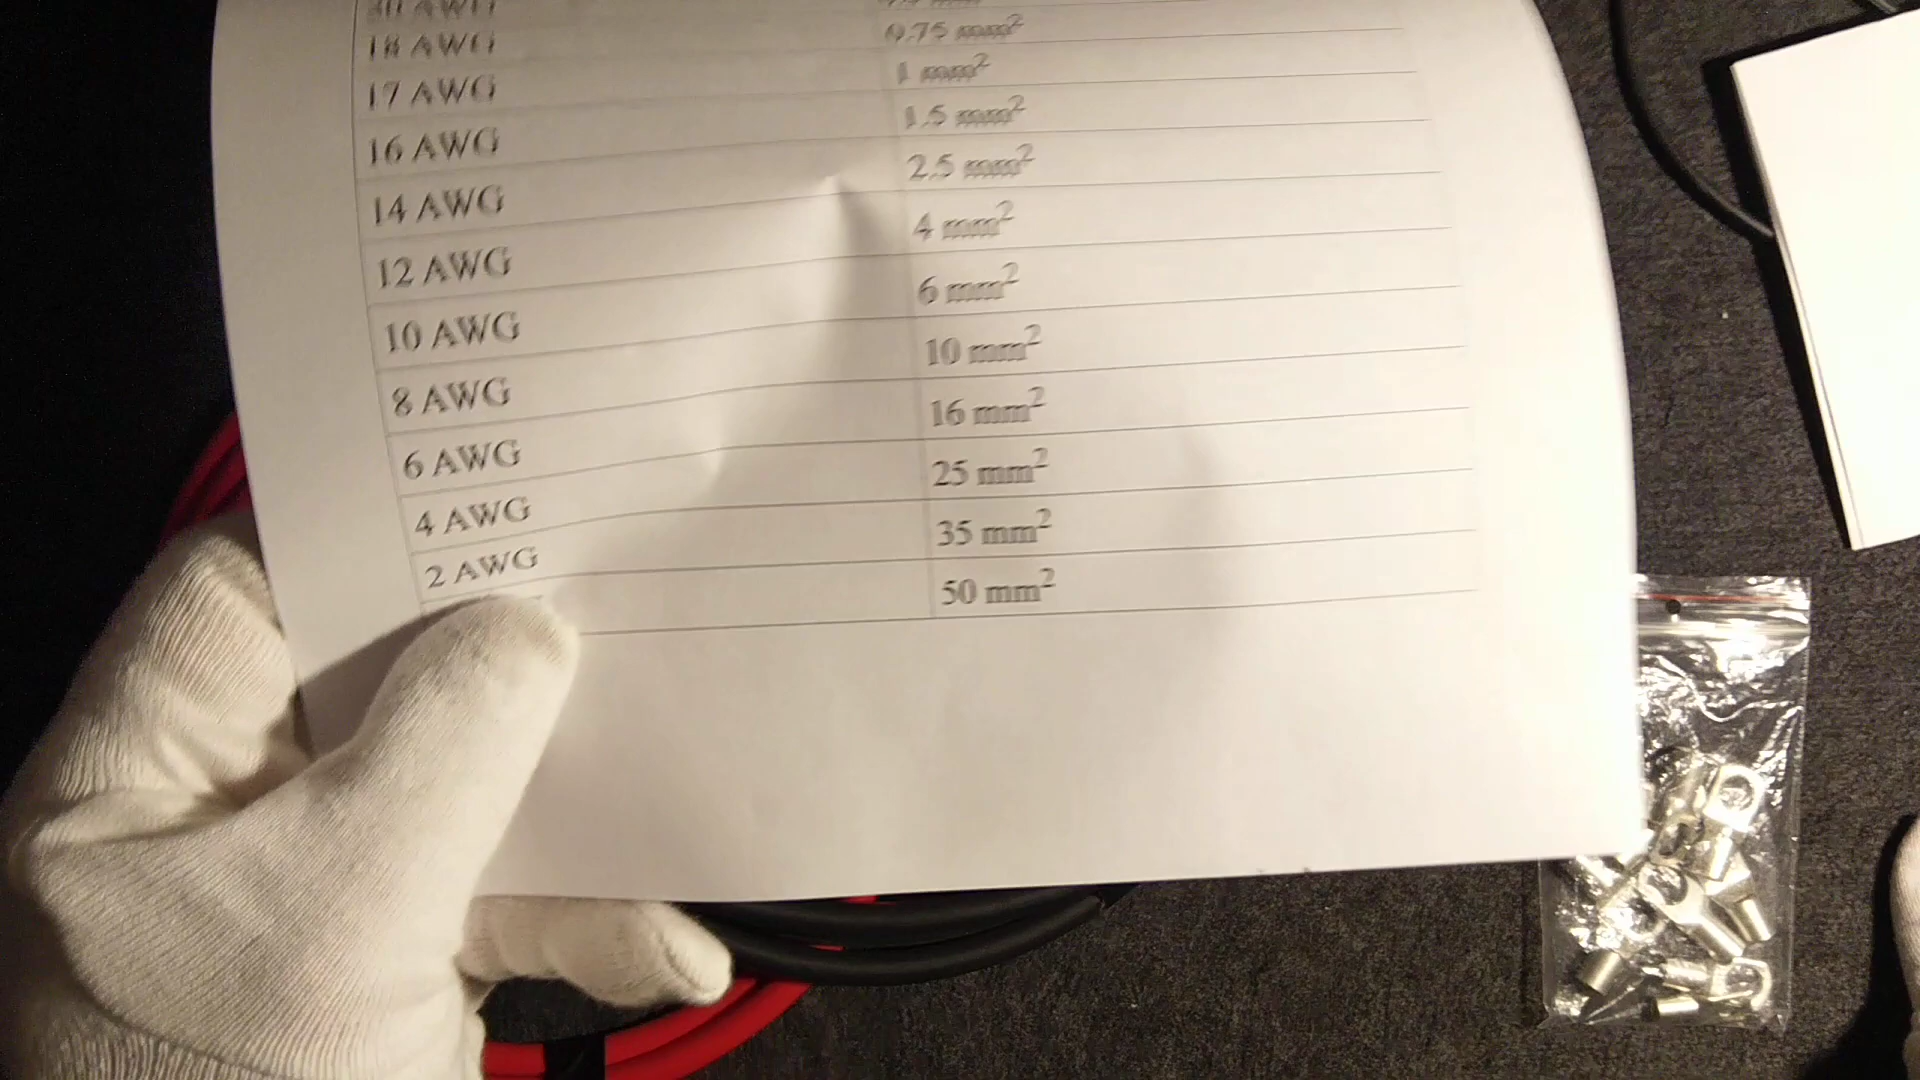 AWG
18 AWG 0.75 mm²
17 AWG 1 mm²
16 AWG 1.5 mm²
14 AWG 2.5 mm²
12 AWG 4 mm²
10 AWG 6 mm²
8 AWG 10 mm²
6 AWG 16 mm²
4 AWG 25 mm²
2 AWG 35 mm²
50 mm²